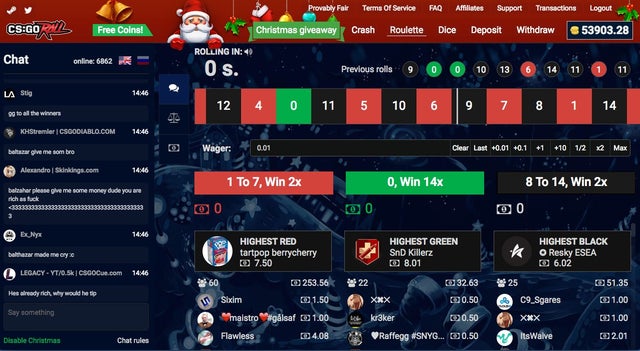 Provably Fair Terms Of Service FAQ Affiliates Support Transactions Logout
CS:GO ROLL
Free Coins!
Christmas giveaway Crash Roulette Dice Deposit Withdraw
53903.28
Chat
online: 6862
Stig 14:46
gg to all the winners
KHStremler | CSGODIABLO.COM 14:46
baltazar give me som bro
Alexandro | Skinkings.com 14:46
balzahar please give me some money dude you are
rich as fuck
Ex_Nyx 14:46
balthazar made me cry :c
LEGACY - YT/0.5k | CSGOCue.com 14:46
Hes already rich, why would he tip
Say something
Disable Christmas Chat rules
ROLLING IN:
0 s.
Previous rolls 9 0 0 10 13 6 14 11 1 11
12 4 0 11 5 10 6 9 7 8 1 14
Wager: 0.01 Clear Last +0.01 +0.1 +1 +10 1/2 x2 Max
1 To 7, Win 2x 0, Win 14x 8 To 14, Win 2x
0 0 0
HIGHEST RED
tartpop berrycherry
7.50
HIGHEST GREEN
SnD Killerz
8.01
HIGHEST BLACK
Resky ESEA
6.02
60 253.56
Sixim 1.50
maistro #gålsaf 1.00
Flawless 4.08
22 32.63
0.50
kr3ker 0.50
Raffegg #SNYG... 0.50
25 51.35
C9_Sgares 1.00
1.00
ItsWaive 2.01